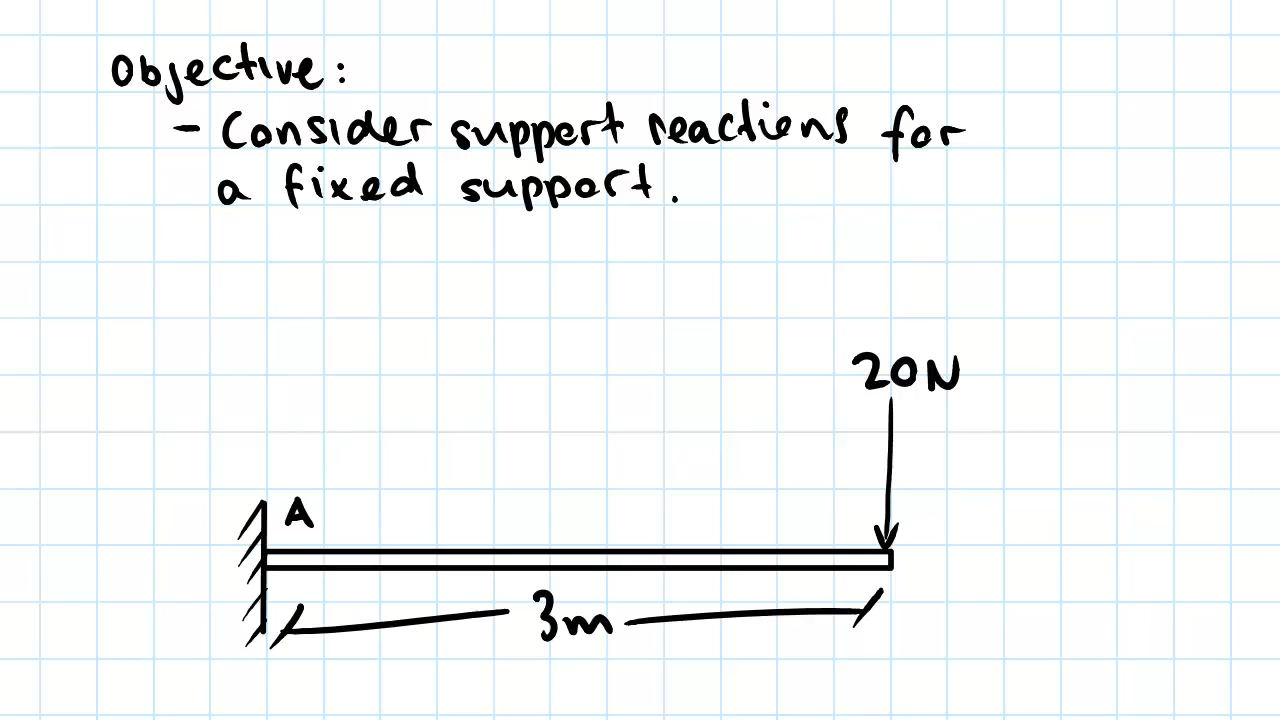 Objective:
- Consider support reactions for
a fixed support.
20N
A
3m